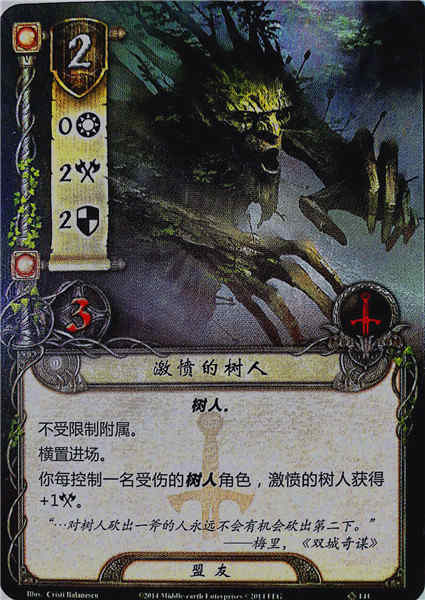 2
0
2
2
3
激愤的树人
树人.
不受限制附属。
横置进场。
你每控制一名受伤的树人角色，激愤的树人获得
+1。
“…对树人砍出一斧的人永远不会有机会砍出第二下。”
——梅里，《双城奇谋》
盟友
Illus. Cristi Balanescu
©2014 Middle-earth Enterprises ©2014 FFG
141